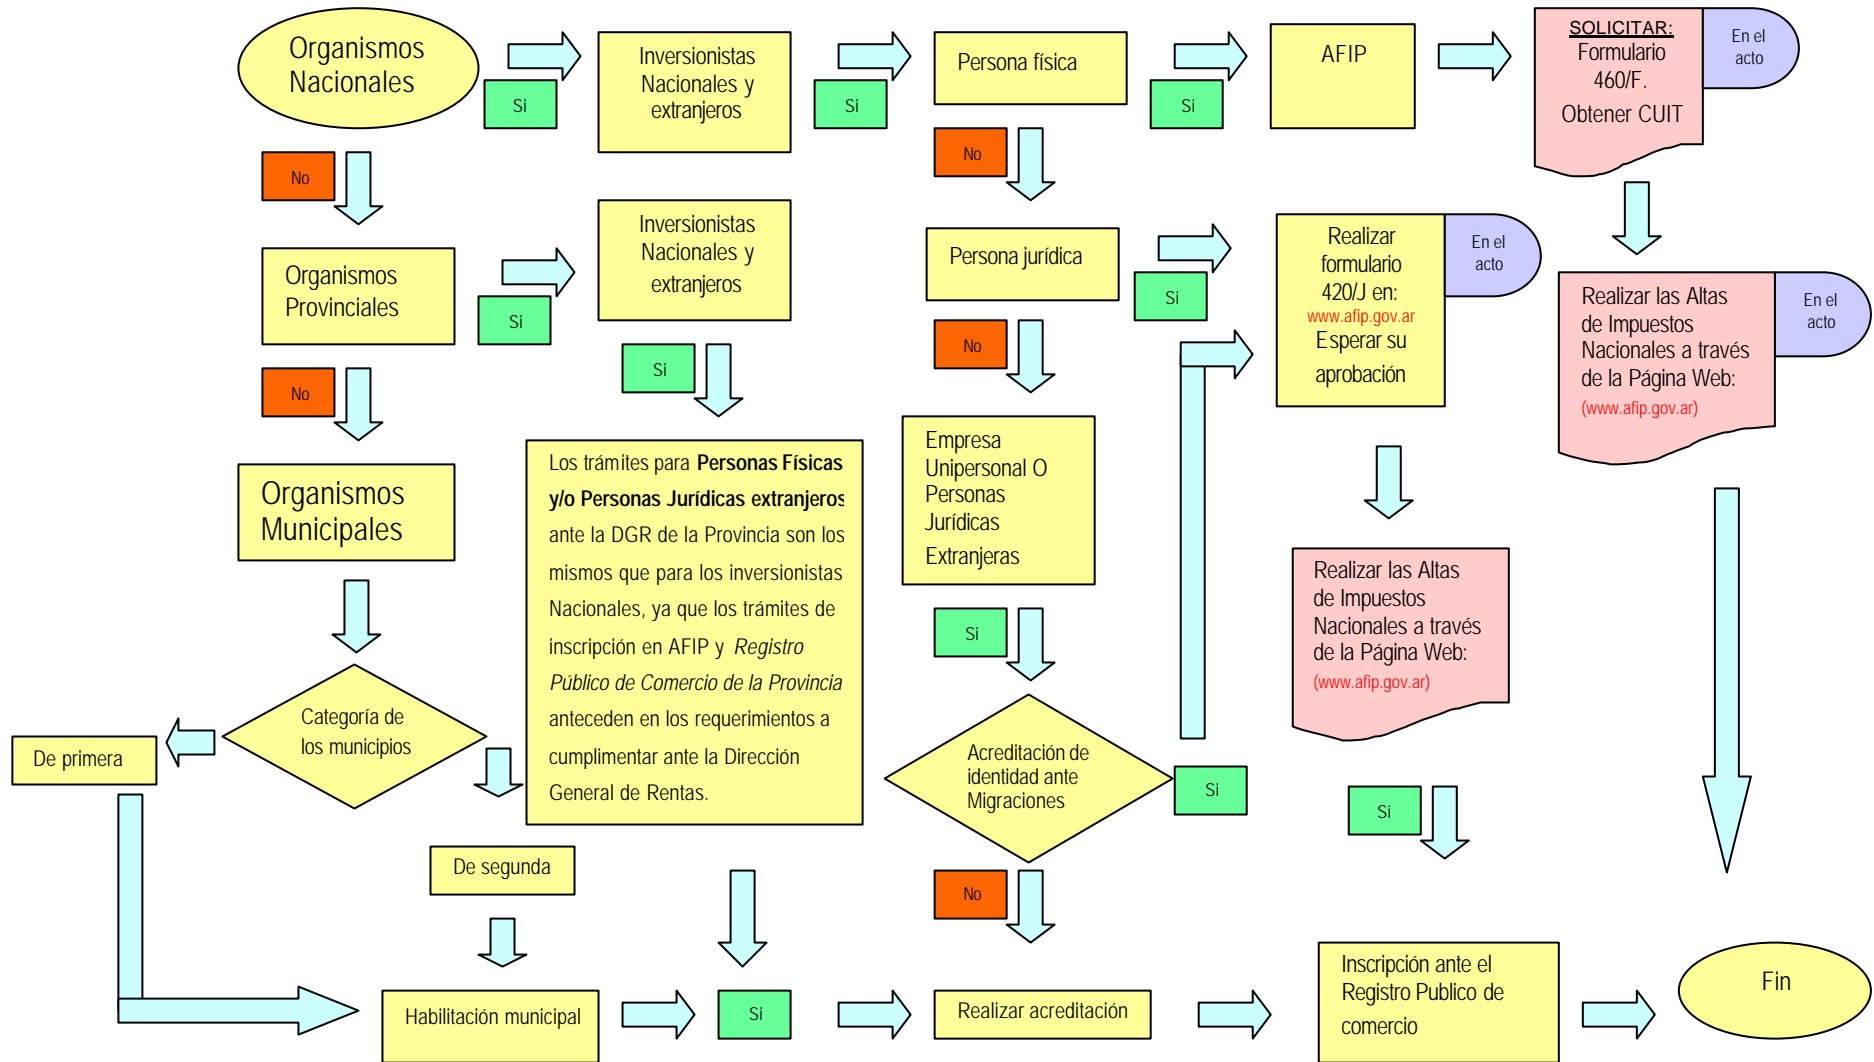 Organismos
Nacionales
Si
Inversionistas
Nacionales y
extranjeros
Si
Persona física
Si
AFIP
SOLICITAR:
Formulario
460/F.
Obtener CUIT
En el
acto
No
No
Organismos
Provinciales
Si
Inversionistas
Nacionales y
extranjeros
Persona jurídica
Si
Realizar
formulario
420/J en:
www.afip.gov.ar
Esperar su
aprobación
En el
acto
Realizar las Altas
de Impuestos
Nacionales a través
de la Página Web:
(www.afip.gov.ar)
En el
acto
No
Si
No
Organismos
Municipales
Los trámites para Personas Físicas
y/o Personas Jurídicas extranjeros
ante la DGR de la Provincia son los
mismos que para los inversionistas
Nacionales, ya que los trámites de
inscripción en AFIP y Registro
Público de Comercio de la Provincia
anteceden en los requerimientos a
cumplimentar ante la Dirección
General de Rentas.
Empresa
Unipersonal O
Personas
Jurídicas
Extranjeras
Si
Realizar las Altas
de Impuestos
Nacionales a través
de la Página Web:
(www.afip.gov.ar)
Categoría de
los municipios
De primera
De segunda
Acreditación de
identidad ante
Migraciones
Si
Si
No
Habilitación municipal
Si
Realizar acreditación
Inscripción ante el
Registro Publico de
comercio
Fin